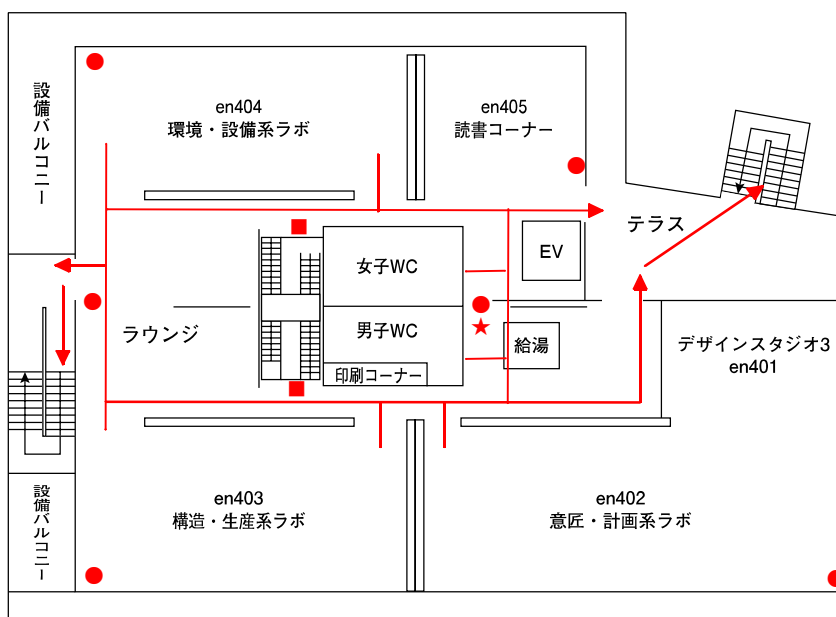 設備バルコニー
en404
環境・設備系ラボ
en405
読書コーナー
テラス
EV
女子WC
男子WC
印刷コーナー
給湯
ラウンジ
デザインスタジオ3
en401
設備バルコニー
en403
構造・生産系ラボ
en402
意匠・計画系ラボ